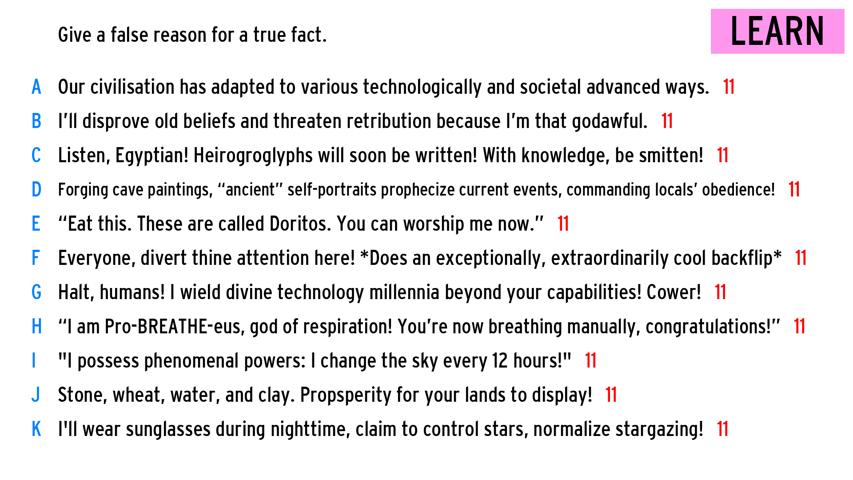 Give a false reason for a true fact.
LEARN
A Our civilisation has adapted to various technologically and societal advanced ways. 11
B I'll disprove old beliefs and threaten retribution because I'm that godawful. 11
C Listen, Egyptian! Heirogroglyphs will soon be written! With knowledge, be smitten! 11
D Forging cave paintings, “ancient” self-portraits prophecize current events, commanding locals’ obedience! 11
E “Eat this. These are called Doritos. You can worship me now.” 11
F Everyone, divert thine attention here! *Does an exceptionally, extraordinarily cool backflip* 11
G Halt, humans! I wield divine technology millennia beyond your capabilities! Cower! 11
H “I am Pro-BREATHE-eus, god of respiration! You’re now breathing manually, congratulations!” 11
I "I possess phenomenal powers: I change the sky every 12 hours!" 11
J Stone, wheat, water, and clay. Propsperity for your lands to display! 11
K I'll wear sunglasses during nighttime, claim to control stars, normalize stargazing! 11